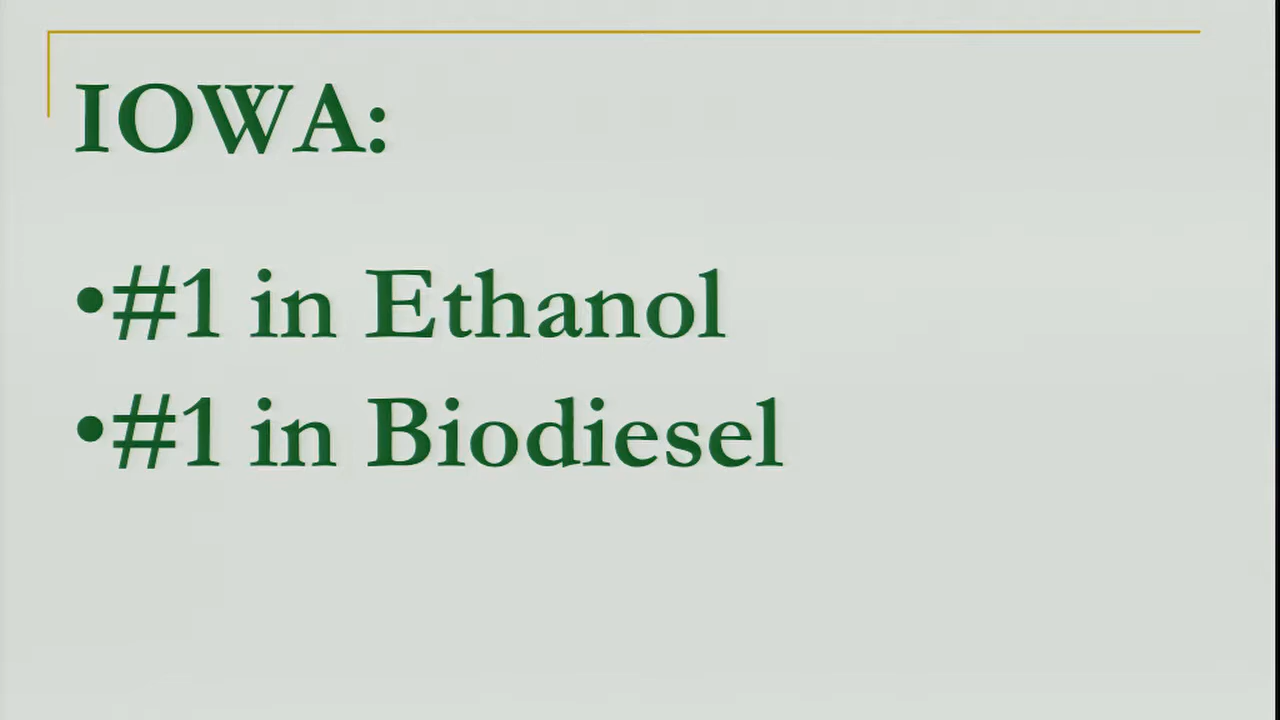 IOWA:
•#1 in Ethanol
•#1 in Biodiesel